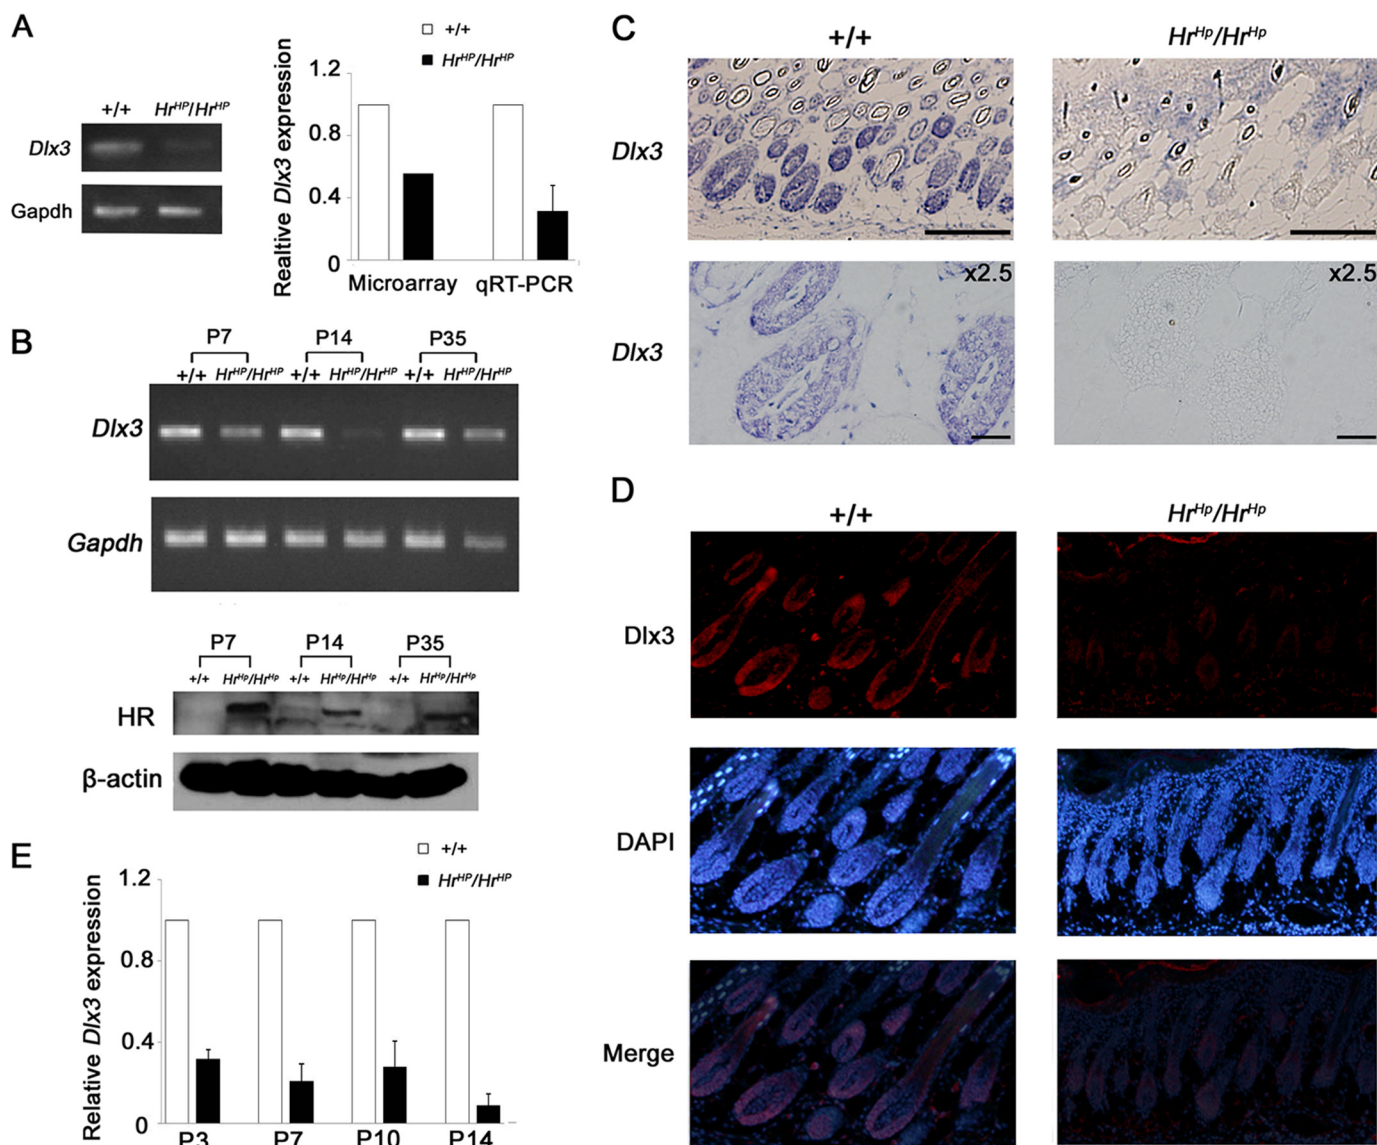 A
+/+
Hr^HP/Hr^HP
+/+ Hr^HP/Hr^HP
Dlx3
Gapdh
Realtive Dlx3 expression
1.2
0.8
0.4
0
Microarray qRT-PCR
B
P7 P14 P35
+/+ Hr^HP/Hr^HP +/+ Hr^HP/Hr^HP +/+ Hr^HP/Hr^HP
Dlx3
Gapdh
P7 P14 P35
+/+ Hr^Hp/Hr^Hp +/+ Hr^Hp/Hr^Hp +/+ Hr^Hp/Hr^Hp
HR
β-actin
E
+/+
Hr^HP/Hr^HP
Relative Dlx3 expression
1.2
0.8
0.4
0
P3 P7 P10 P14
C
+/+ Hr^Hp/Hr^Hp
Dlx3
Dlx3
x2.5 x2.5
D
+/+ Hr^Hp/Hr^Hp
Dlx3
DAPI
Merge